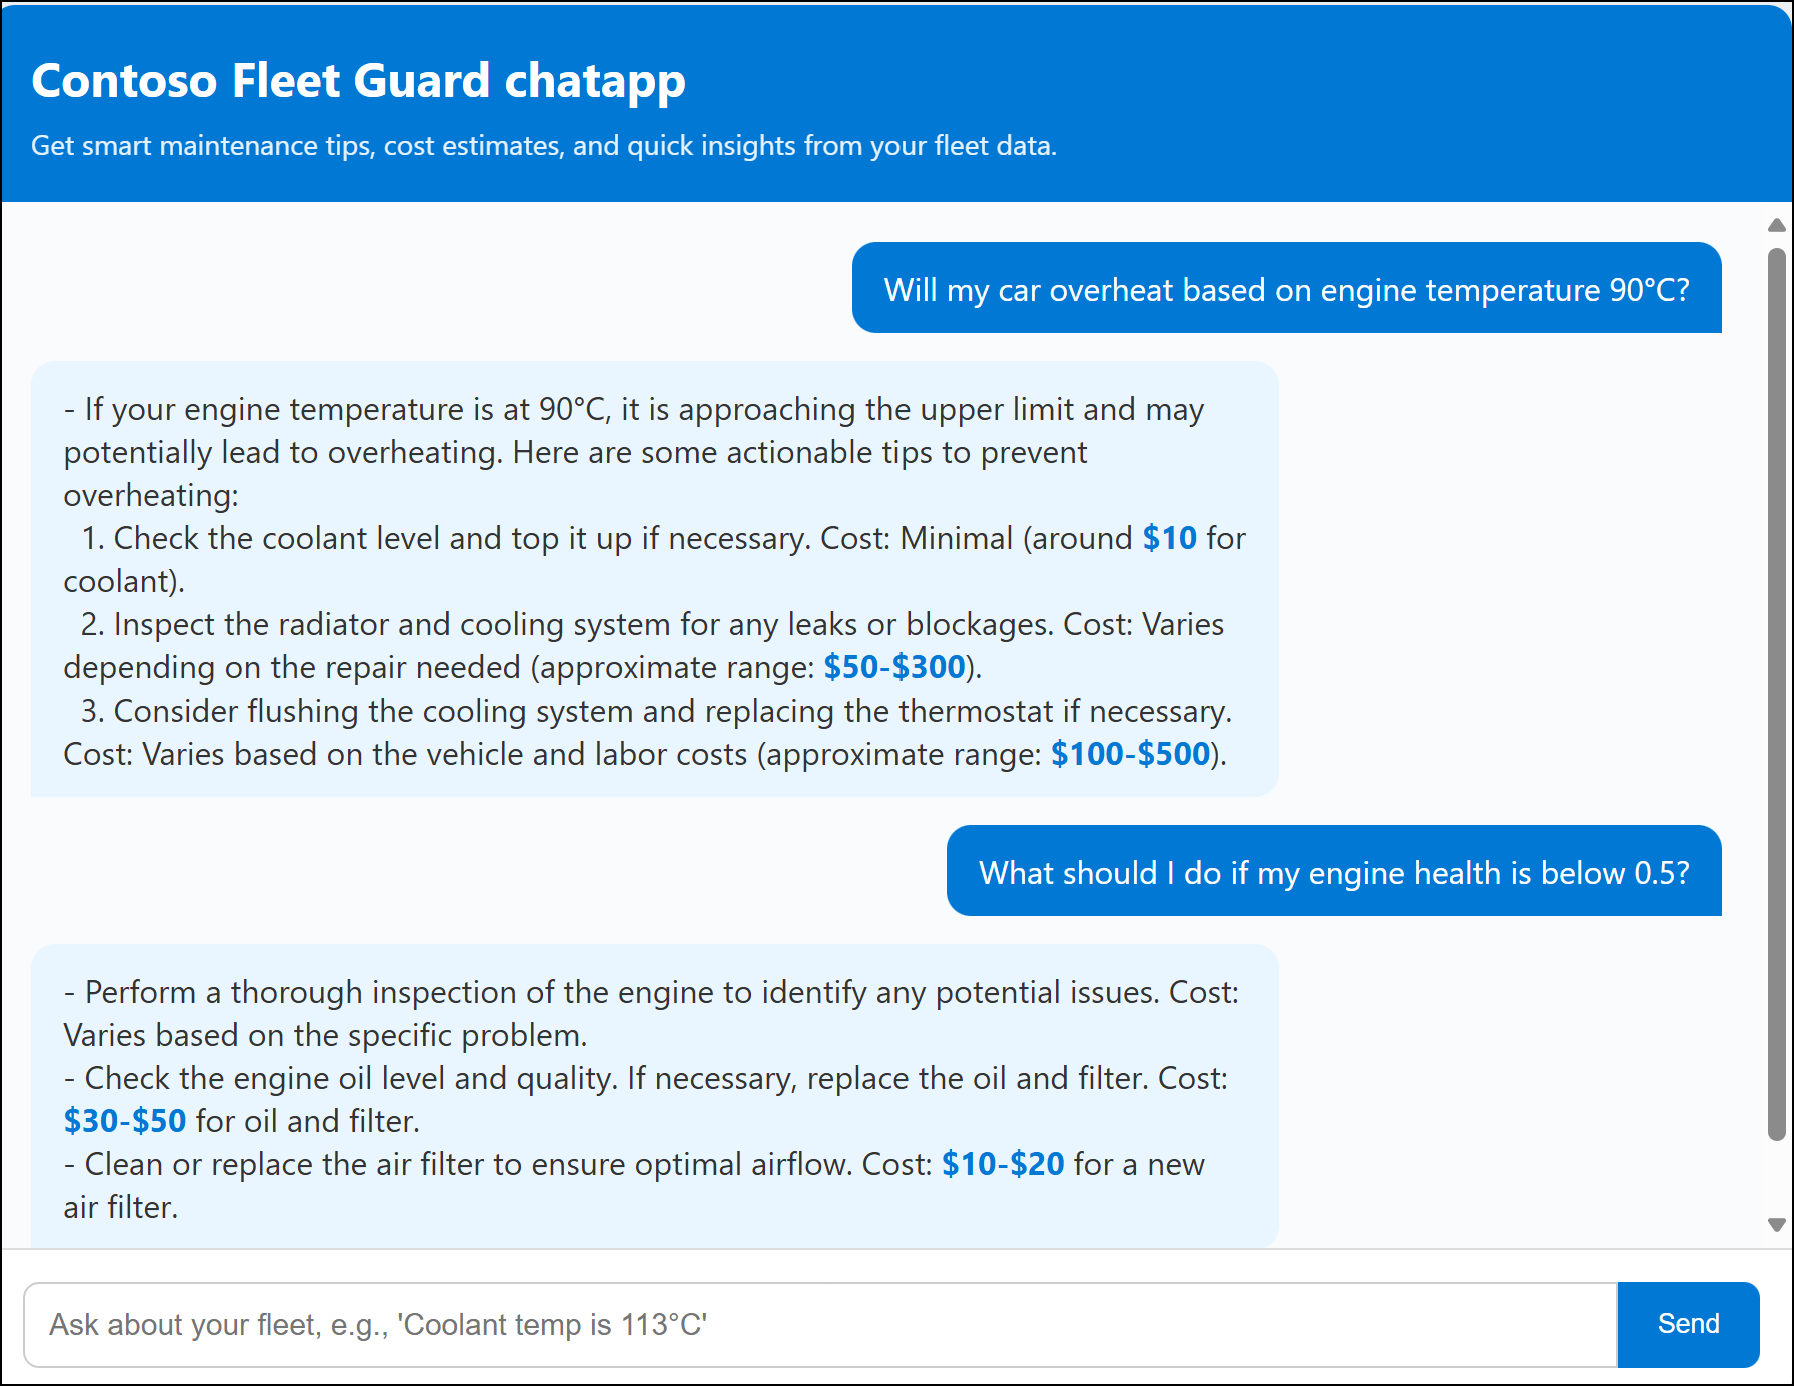 Contoso Fleet Guard chatapp
Get smart maintenance tips, cost estimates, and quick insights from your fleet data.
Will my car overheat based on engine temperature 90°C?
- If your engine temperature is at 90°C, it is approaching the upper limit and may
potentially lead to overheating. Here are some actionable tips to prevent
overheating:
1. Check the coolant level and top it up if necessary. Cost: Minimal (around $10 for
coolant).
2. Inspect the radiator and cooling system for any leaks or blockages. Cost: Varies
depending on the repair needed (approximate range: $50-$300).
3. Consider flushing the cooling system and replacing the thermostat if necessary.
Cost: Varies based on the vehicle and labor costs (approximate range: $100-$500).
What should I do if my engine health is below 0.5?
- Perform a thorough inspection of the engine to identify any potential issues. Cost:
Varies based on the specific problem.
- Check the engine oil level and quality. If necessary, replace the oil and filter. Cost:
$30-$50 for oil and filter.
- Clean or replace the air filter to ensure optimal airflow. Cost: $10-$20 for a new
air filter.
Ask about your fleet, e.g., 'Coolant temp is 113°C'
Send